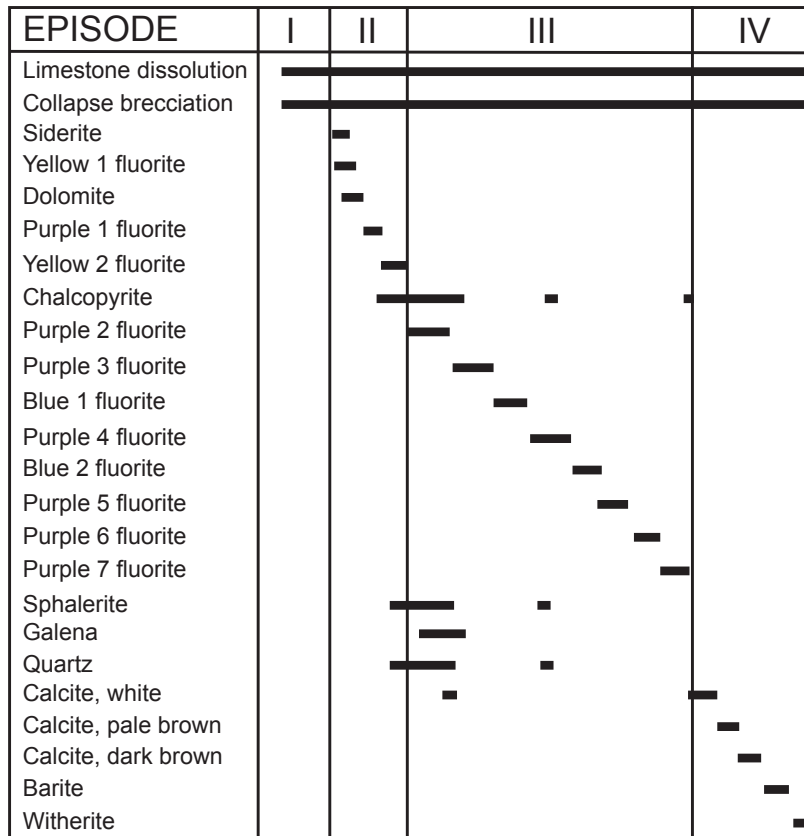 EPISODE I II III IV
Limestone dissolution
Collapse brecciation
Siderite
Yellow 1 fluorite
Dolomite
Purple 1 fluorite
Yellow 2 fluorite
Chalcopyrite
Purple 2 fluorite
Purple 3 fluorite
Blue 1 fluorite
Purple 4 fluorite
Blue 2 fluorite
Purple 5 fluorite
Purple 6 fluorite
Purple 7 fluorite
Sphalerite
Galena
Quartz
Calcite, white
Calcite, pale brown
Calcite, dark brown
Barite
Witherite